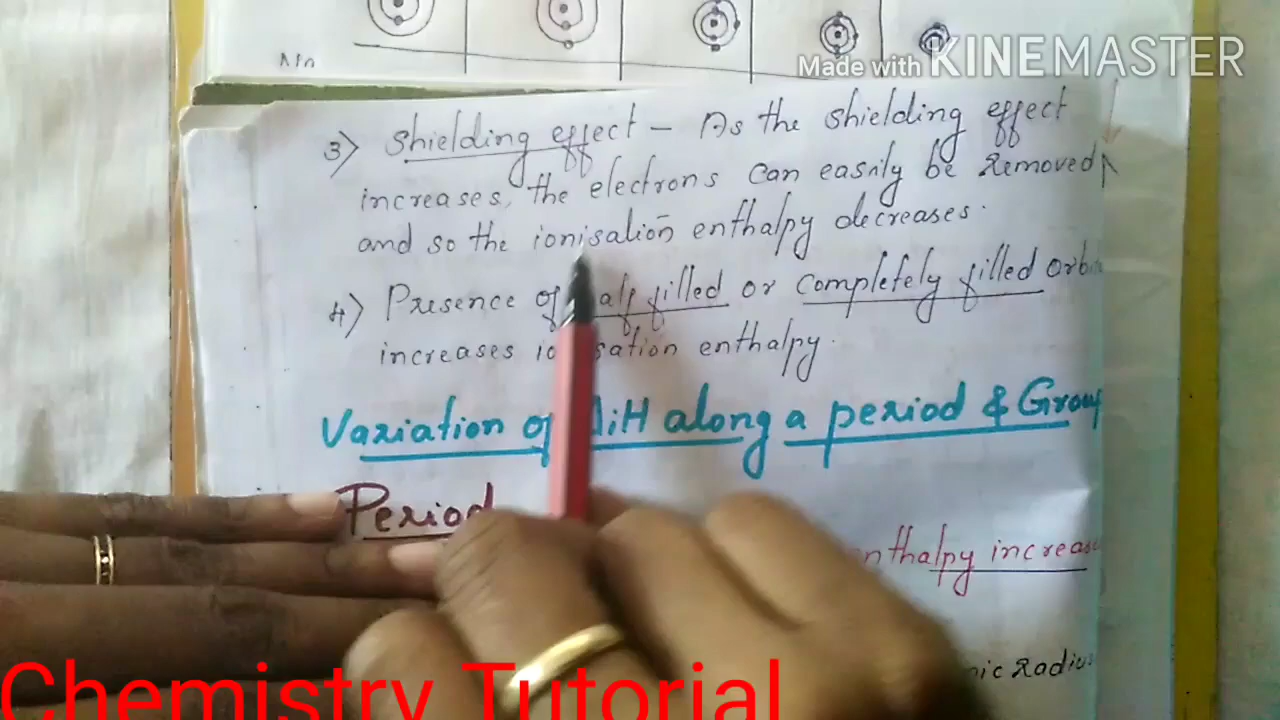 Made with KINEMASTER
3) Shielding effect – As the shielding effect
increases, the electrons can easily be Removed
and so the ionisation enthalpy decreases.
4) Presence of half filled or completely filled
increases ionisation enthalpy.
Variation of ΔiH along a period & Group
Period
enthalpy increase
Radius
Chemistry Tutorial